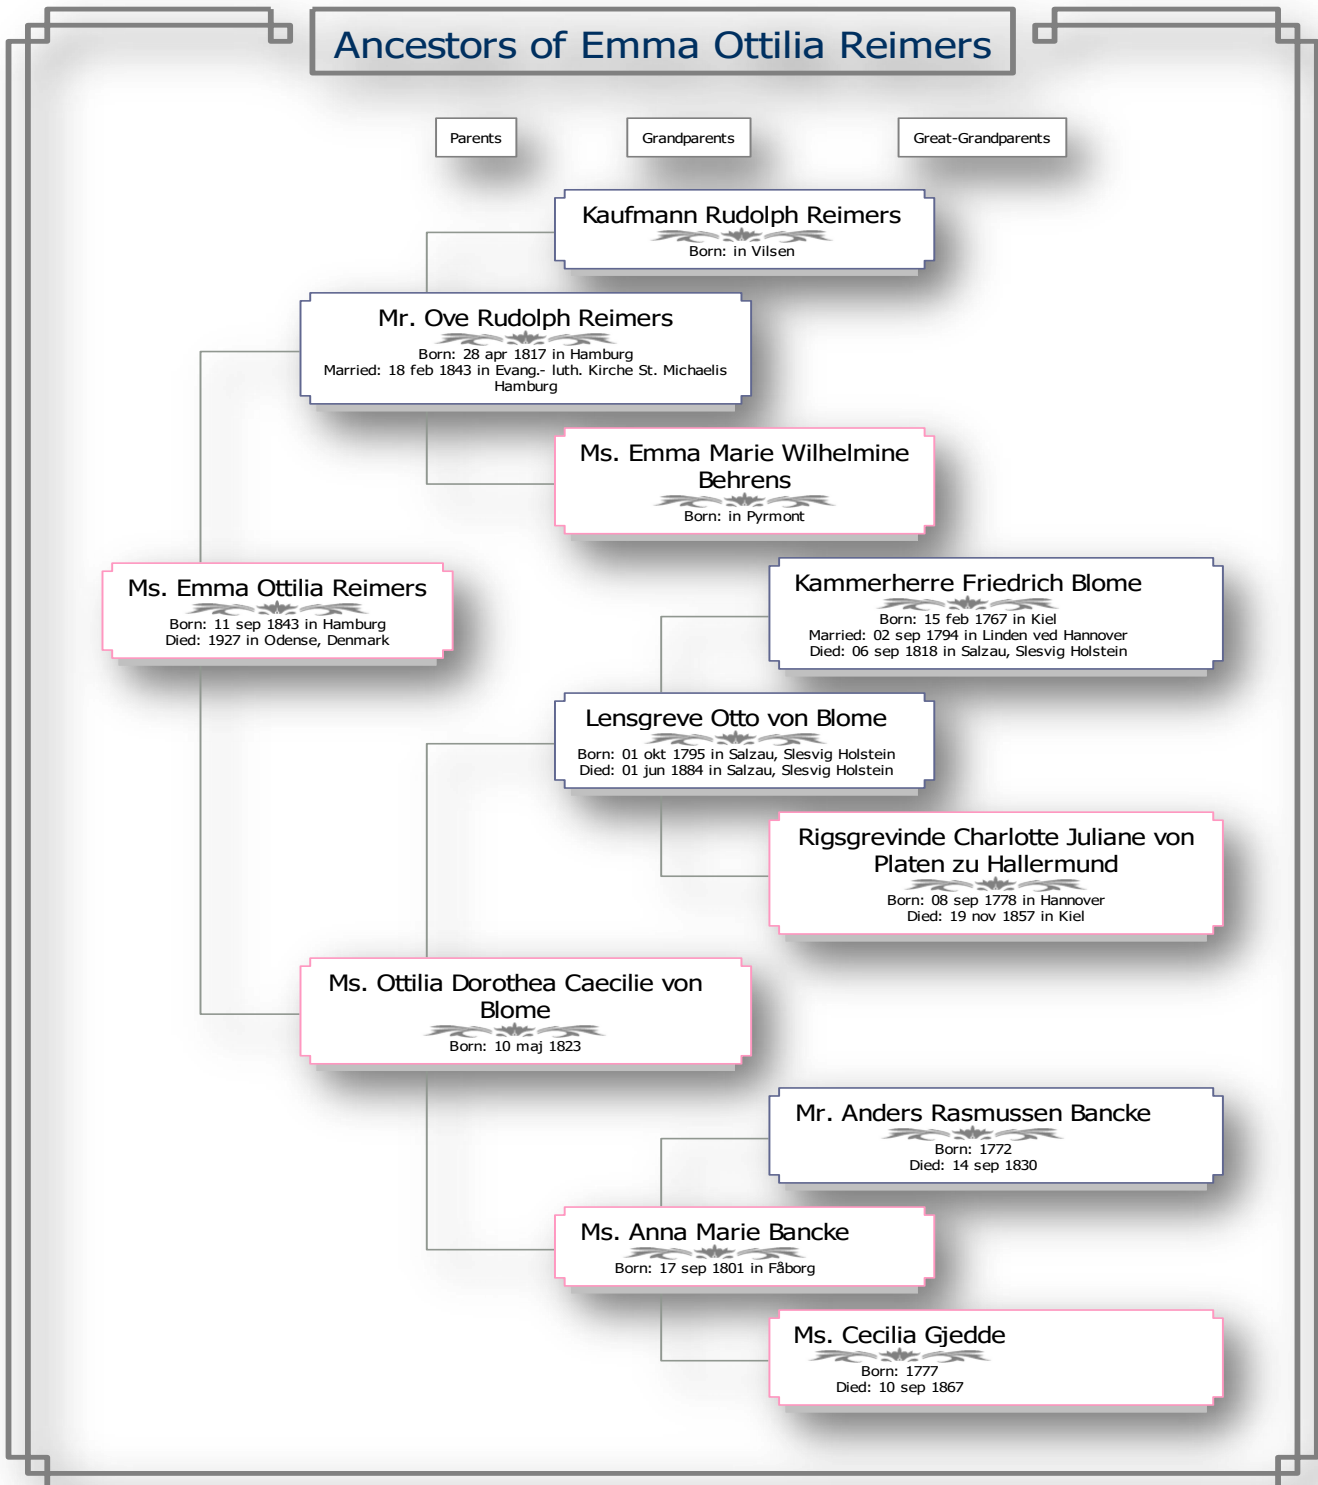 Ancestors of Emma Ottilia Reimers
Parents
Grandparents
Great-Grandparents
Kaufmann Rudolph Reimers
Born: in Vilsen
Mr. Ove Rudolph Reimers
Born: 28 apr 1817 in Hamburg
Married: 18 feb 1843 in Evang.- luth. Kirche St. Michaelis
Hamburg
Ms. Emma Marie Wilhelmine
Behrens
Born: in Pyrmont
Ms. Emma Ottilia Reimers
Born: 11 sep 1843 in Hamburg
Died: 1927 in Odense, Denmark
Kammerherre Friedrich Blome
Born: 15 feb 1767 in Kiel
Married: 02 sep 1794 in Linden ved Hannover
Died: 06 sep 1818 in Salzau, Slesvig Holstein
Lensgreve Otto von Blome
Born: 01 okt 1795 in Salzau, Slesvig Holstein
Died: 01 jun 1884 in Salzau, Slesvig Holstein
Rigsgrevinde Charlotte Juliane von
Platen zu Hallermund
Born: 08 sep 1778 in Hannover
Died: 19 nov 1857 in Kiel
Ms. Ottilia Dorothea Caecilie von
Blome
Born: 10 maj 1823
Mr. Anders Rasmussen Bancke
Born: 1772
Died: 14 sep 1830
Ms. Anna Marie Bancke
Born: 17 sep 1801 in Fåborg
Ms. Cecilia Gjedde
Born: 1777
Died: 10 sep 1867